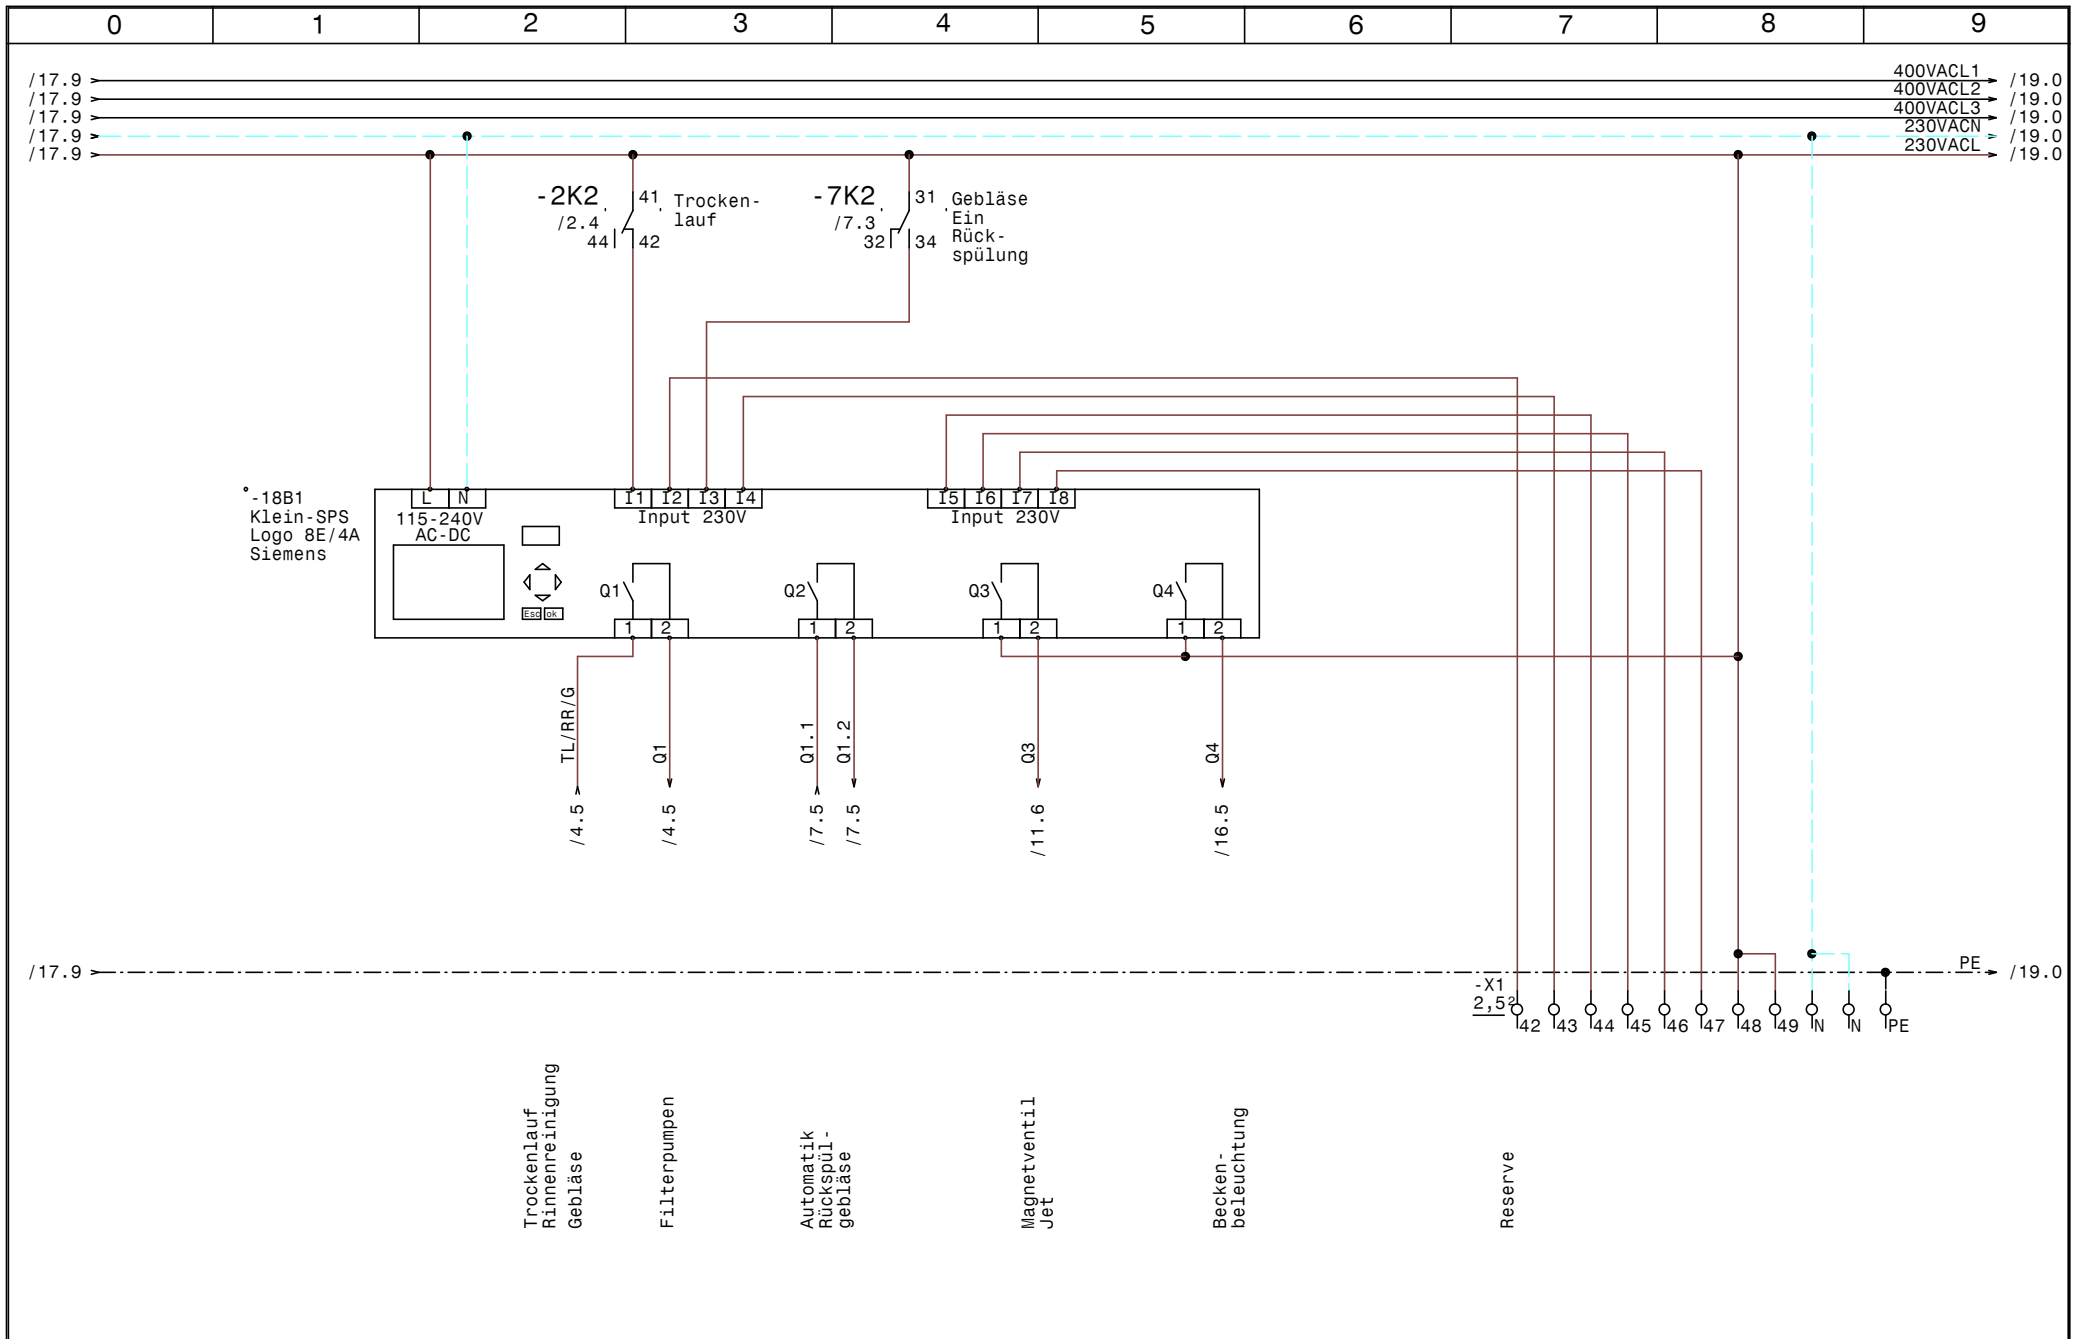 0 1 2 3 4 5 6 7 8 9
/17.9 400VACL1 /19.0
/17.9 400VACL2 /19.0
/17.9 400VACL3 /19.0
/17.9 230VACN /19.0
/17.9 230VACL /19.0
-2K2
/2.4
41
44
42
Trocken-
lauf
-7K2
/7.3
31
32
34
Gebläse
Ein
Rück-
spülung
-18B1
Klein-SPS
Logo 8E/4A
Siemens
L N
115-240V
AC-DC
I1 I2 I3 I4
Input 230V
I5 I6 I7 I8
Input 230V
Esc ok
Q1
1 2
Q2
1 2
Q3
1 2
Q4
1 2
TL/RR/G
/4.5
Q1
/4.5
Q1.1
/7.5
Q1.2
/7.5
Q3
/11.6
Q4
/16.5
/17.9 PE /19.0
-X1
2,5²
42 43 44 45 46 47 48 49 N N PE
Trockenlauf
Rinnenreinigung
Gebläse
Filterpumpen
Automatik
Rückspül-
gebläse
Magnetventil
Jet
Becken-
beleuchtung
Reserve